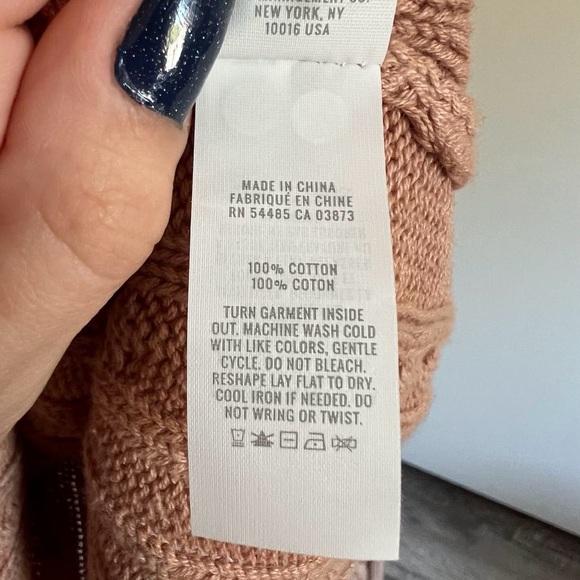 NEW YORK, NY
10016 USA
MADE IN CHINA
FABRIQUÉ EN CHINE
RN 54485 CA 03873
100% COTTON
100% COTON
TURN GARMENT INSIDE
OUT. MACHINE WASH COLD
WITH LIKE COLORS, GENTLE
CYCLE. DO NOT BLEACH.
RESHAPE LAY FLAT TO DRY.
COOL IRON IF NEEDED. DO
NOT WRING OR TWIST.